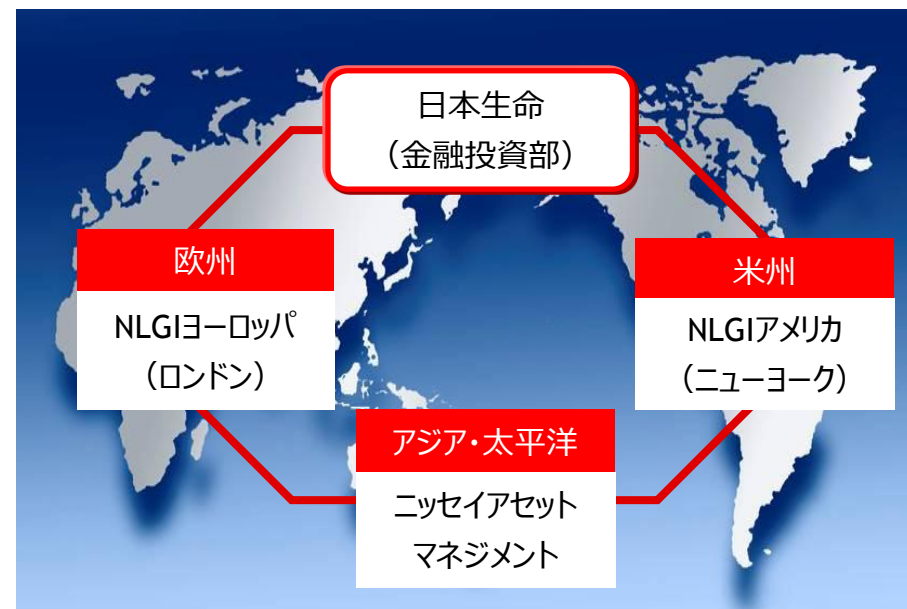 日本生命
（金融投資部）
欧州
NLGIヨーロッパ
（ロンドン）
米州
NLGIアメリカ
（ニューヨーク）
アジア・太平洋
ニッセイアセット
マネジメント